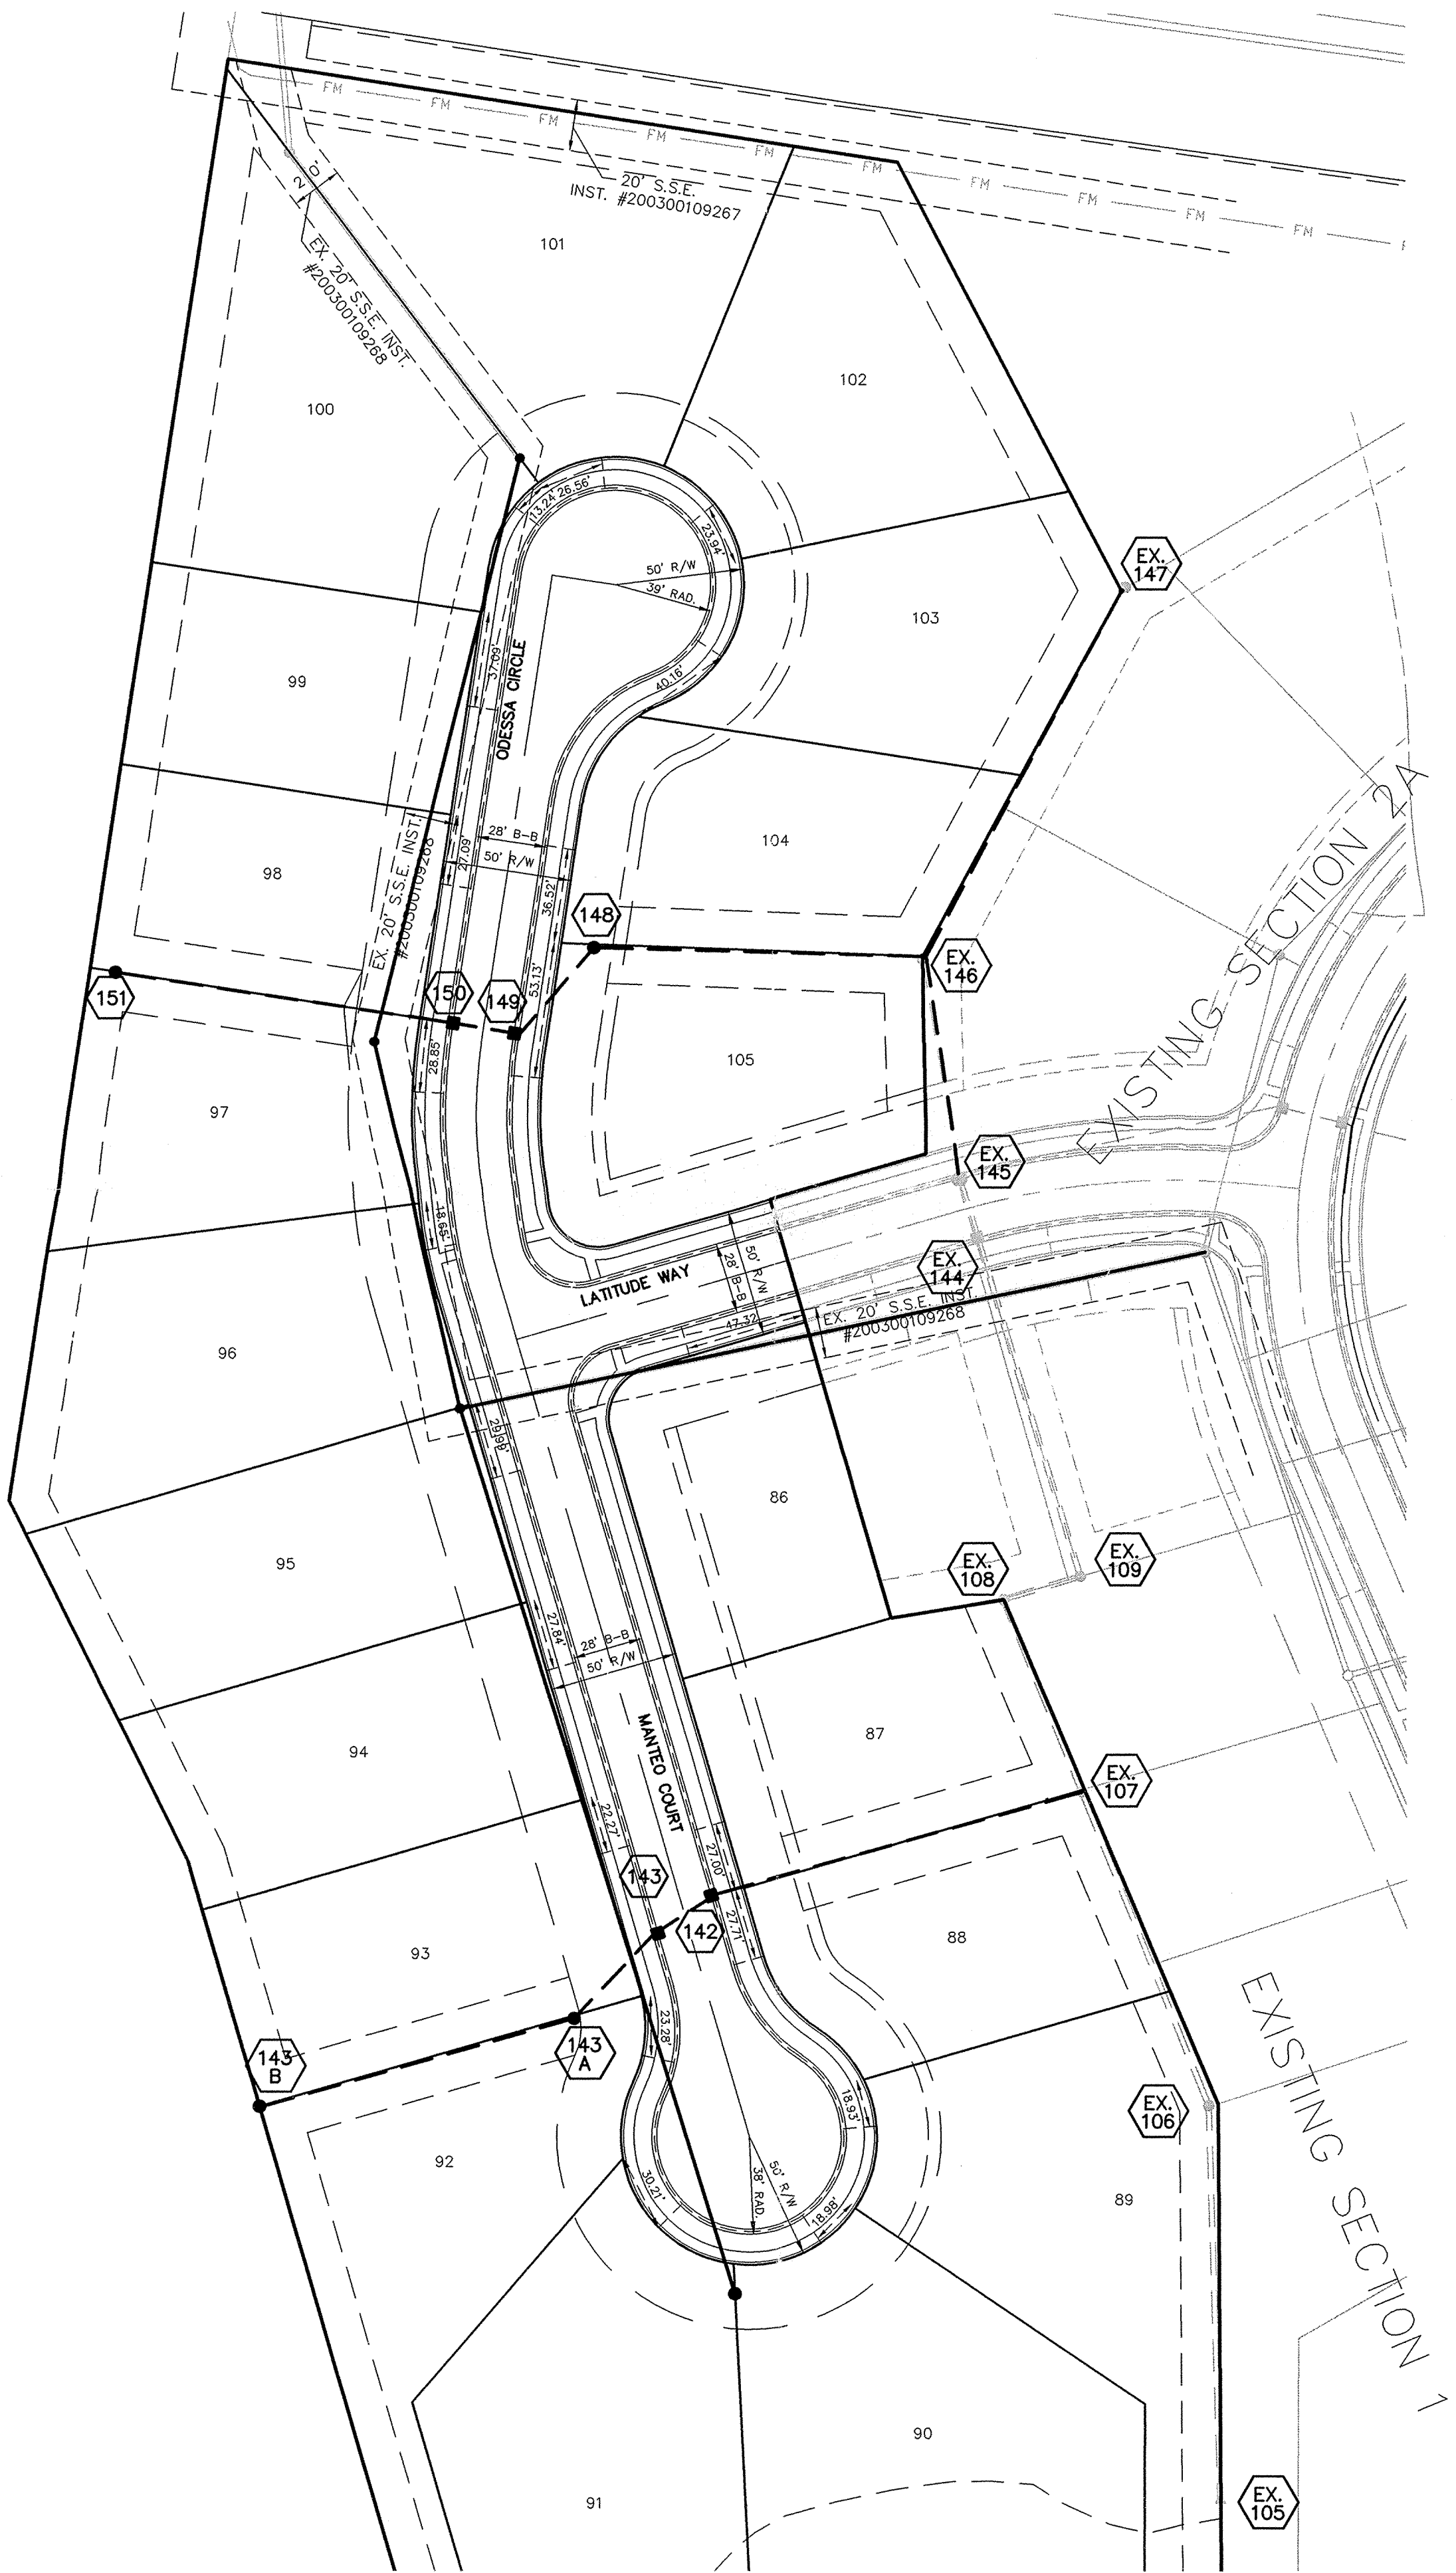 FM FM FM FM FM FM FM FM FM FM
20' S.S.E.
INST. #200300109267
20'
EX. 20' S.S.E. INST.
#200300109268
101
102
100
13.24'
26.56'
23.94'
50' R/W
39' RAD.
EX.
147
103
99
37.09'
ODESSA CIRCLE
40.16'
EXISTING SECTION 2A
28' B-B
50' R/W
27.09'
104
98
EX. 20' S.S.E. INST.
#200300109268
36.52'
148
EX.
146
151
150
149
53.13'
28.85'
105
97
EX.
145
18.66'
LATITUDE WAY
28' B-B
50' R/W
EX.
144
47.32'
EX. 20' S.S.E. INST.
#200300109268
96
29.99'
86
95
EX.
108
EX.
109
27.84'
28' B-B
50' R/W
MANTEO COURT
87
94
EX.
107
22.27'
27.00'
143
142
27.71'
88
93
23.28'
143
A
143
B
EX.
106
18.93'
92
30.21'
50' R/W
38' RAD.
18.98'
89
EXISTING SECTION 1
90
91
EX.
105